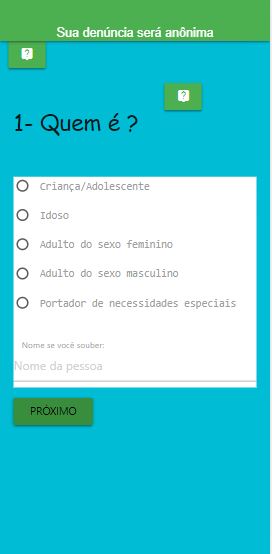 Sua denúncia será anônima
1- Quem é ?
Criança/Adolescente
Idoso
Adulto do sexo feminino
Adulto do sexo masculino
Portador de necessidades especiais
Nome se você souber:
Nome da pessoa
PRÓXIMO